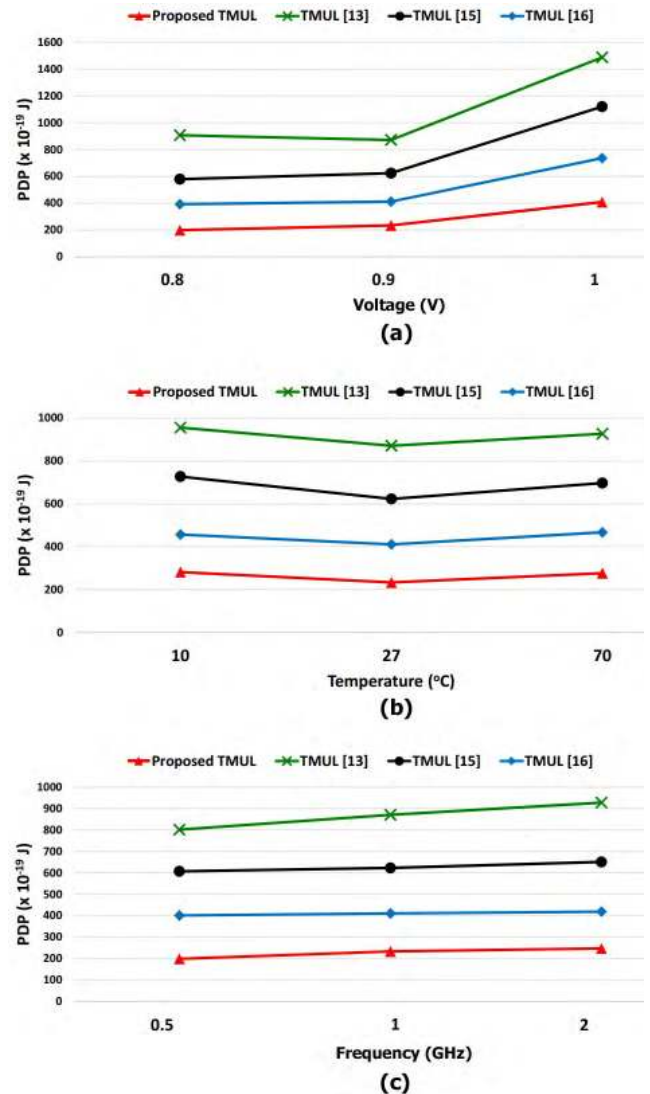 Proposed TMUL TMUL [13] TMUL [15] TMUL [16]
1600
1400
1200
1000
800
600
400
200
0
PDP (x 10⁻¹⁹ J)
0.8 0.9 1
Voltage (V)
(a)
Proposed TMUL TMUL [13] TMUL [15] TMUL [16]
1000
800
600
400
200
0
PDP (x 10⁻¹⁹ J)
10 27 70
Temperature (°C)
(b)
Proposed TMUL TMUL [13] TMUL [15] TMUL [16]
1000
900
800
700
600
500
400
300
200
100
0
PDP (x 10⁻¹⁹ J)
0.5 1 2
Frequency (GHz)
(c)